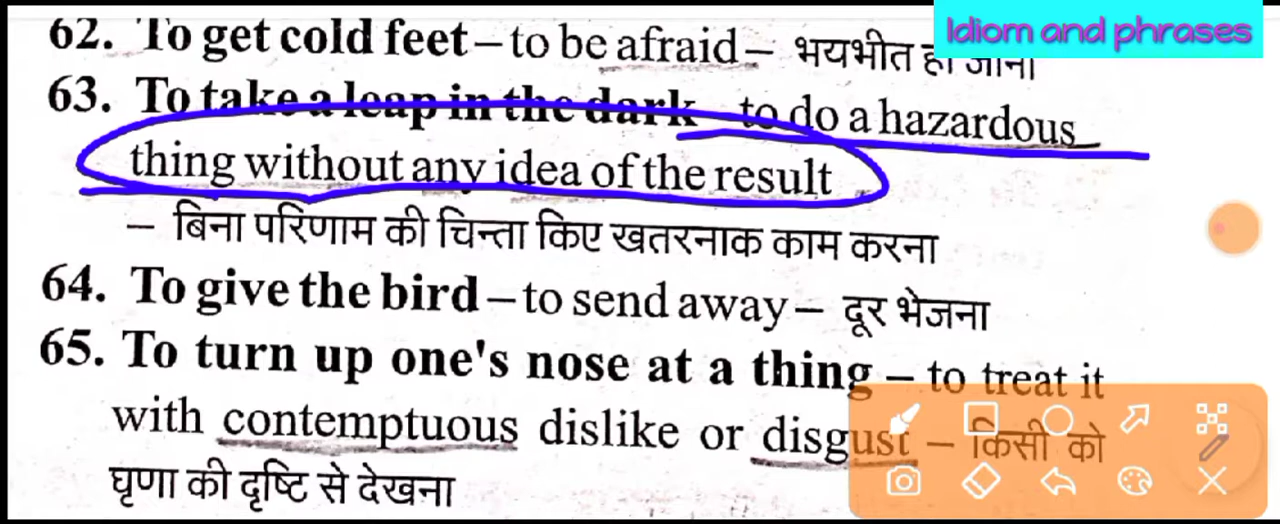 Idiom and phrases
62. To get cold feet – to be afraid – भयभीत हो जाना
63. To take a leap in the dark to do a hazardous
thing without any idea of the result
– बिना परिणाम की चिन्ता किए खतरनाक काम करना
64. To give the bird – to send away – दूर भेजना
65. To turn up one's nose at a thing – to treat it
with contemptuous dislike or disgust – किसी को
घृणा की दृष्टि से देखना